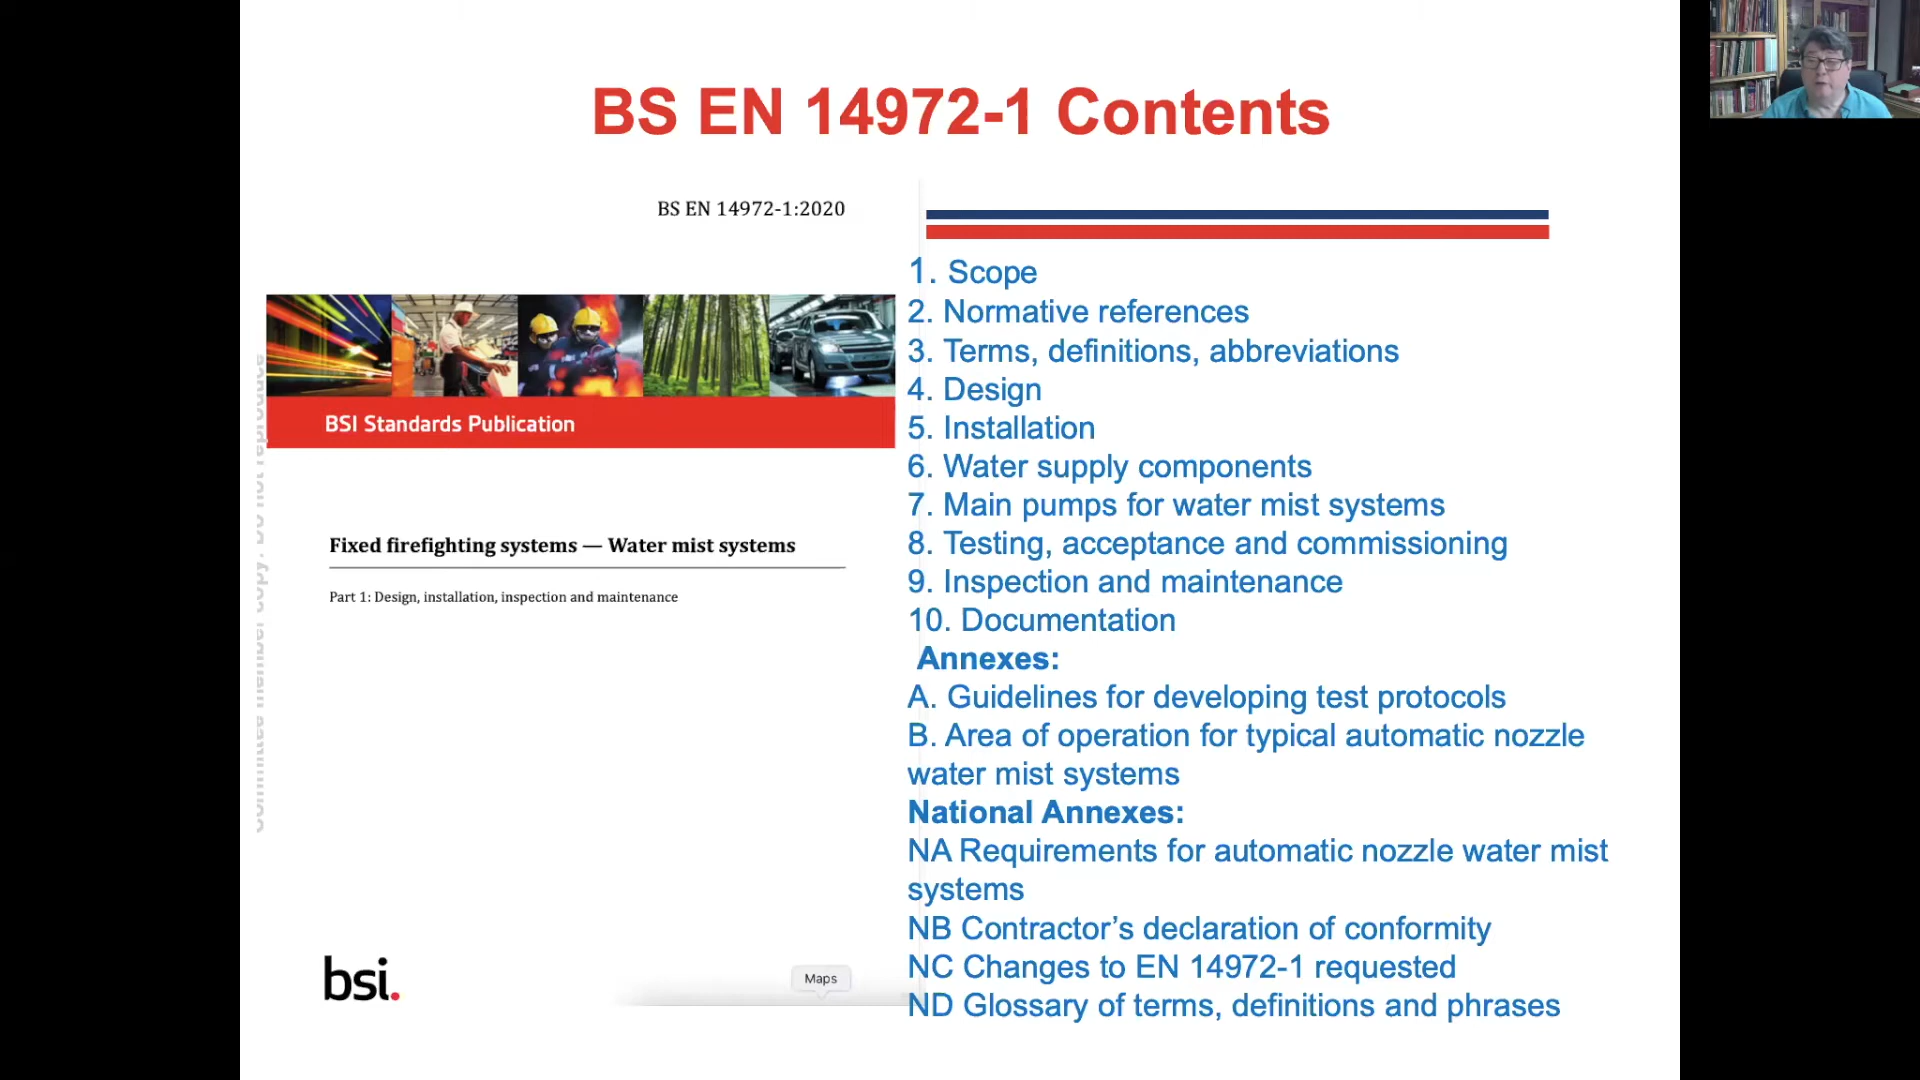 BS EN 14972-1 Contents
BS EN 14972-1:2020
BSI Standards Publication
Fixed firefighting systems — Water mist systems
Part 1: Design, installation, inspection and maintenance
bsi.
Maps
1. Scope
2. Normative references
3. Terms, definitions, abbreviations
4. Design
5. Installation
6. Water supply components
7. Main pumps for water mist systems
8. Testing, acceptance and commissioning
9. Inspection and maintenance
10. Documentation
Annexes:
A. Guidelines for developing test protocols
B. Area of operation for typical automatic nozzle
water mist systems
National Annexes:
NA Requirements for automatic nozzle water mist
systems
NB Contractor’s declaration of conformity
NC Changes to EN 14972-1 requested
ND Glossary of terms, definitions and phrases